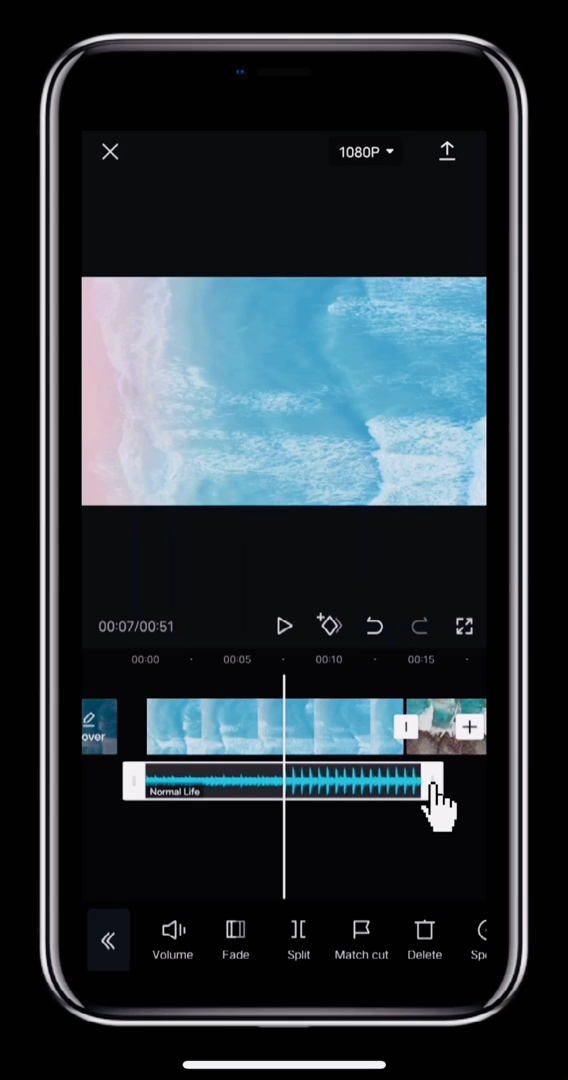 1080P
00:07/00:51
00:00 00:05 00:10 00:15
over
Normal Life
Volume Fade Split Match cut Delete Spe